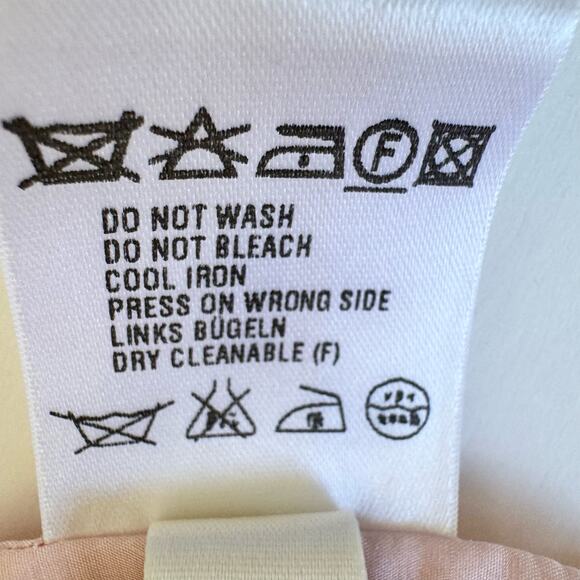 F
DO NOT WASH
DO NOT BLEACH
COOL IRON
PRESS ON WRONG SIDE
LINKS BÜGELN
DRY CLEANABLE (F)